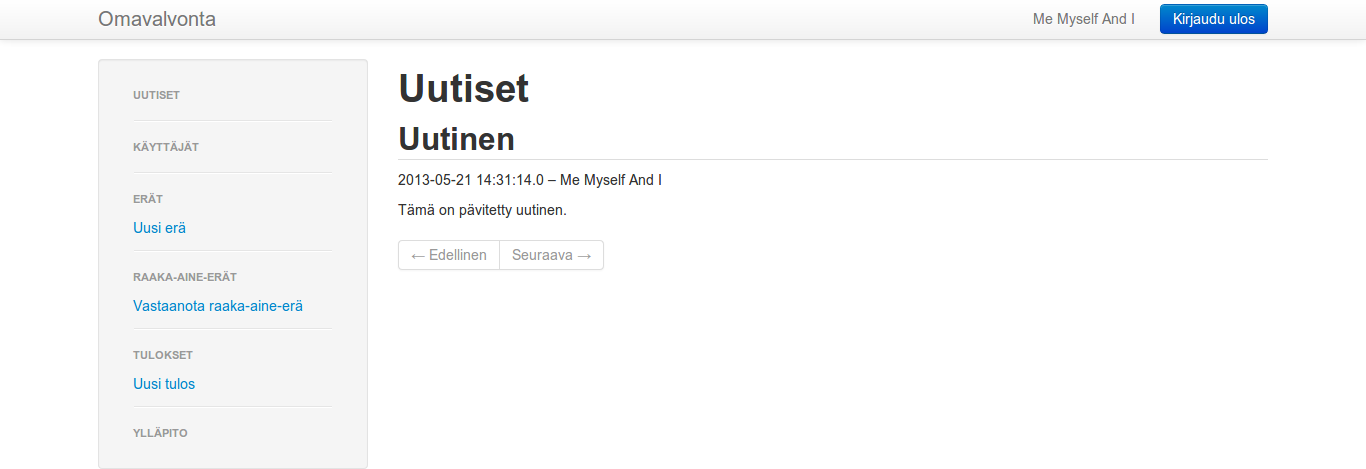 Omavalvonta
Me Myself And I
Kirjaudu ulos
UUTISET
KÄYTTÄJÄT
ERÄT
Uusi erä
RAAKA-AINE-ERÄT
Vastaanota raaka-aine-erä
TULOKSET
Uusi tulos
YLLÄPITO
Uutiset
Uutinen
2013-05-21 14:31:14.0 – Me Myself And I
Tämä on pävitetty uutinen.
← Edellinen
Seuraava →